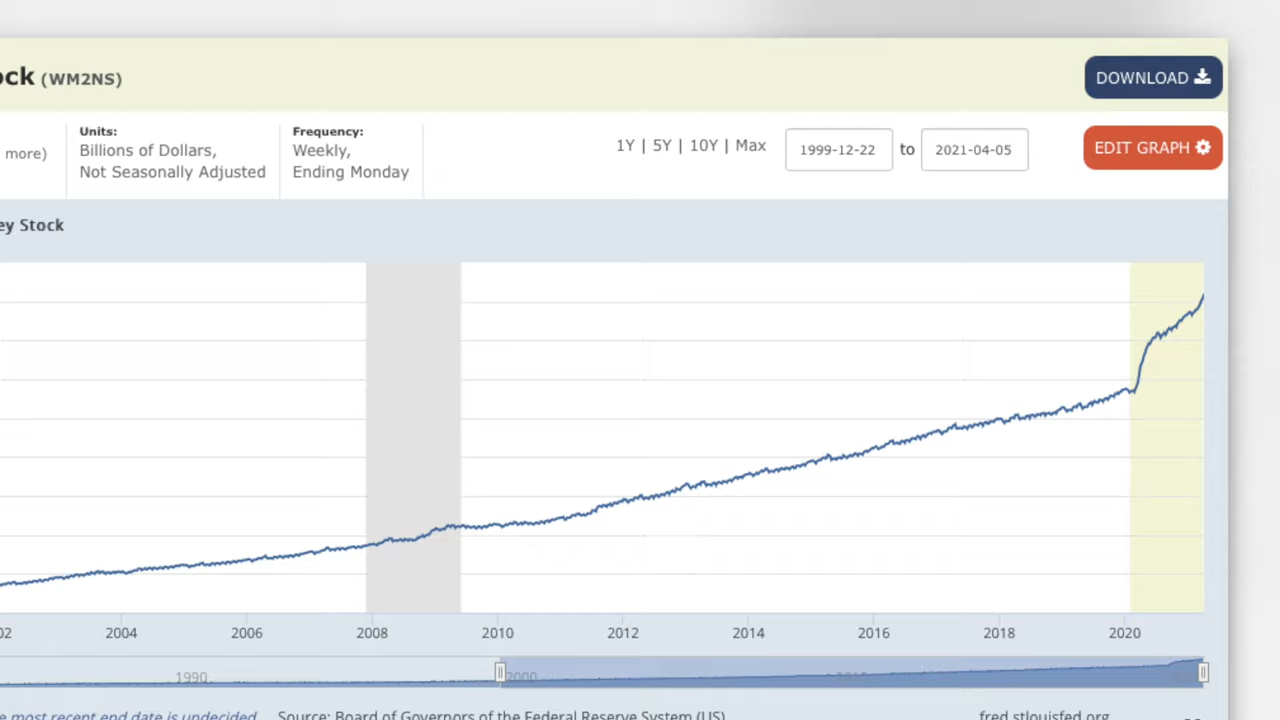 ock (WM2NS)
DOWNLOAD
more)
Units:
Billions of Dollars,
Not Seasonally Adjusted
Frequency:
Weekly,
Ending Monday
1Y | 5Y | 10Y | Max
1999-12-22 to 2021-04-05
EDIT GRAPH
ey Stock
02 2004 2006 2008 2010 2012 2014 2016 2018 2020
1990 2000 2010
e most recent end date is undecided. Source: Board of Governors of the Federal Reserve System (US) fred.stlouisfed.org